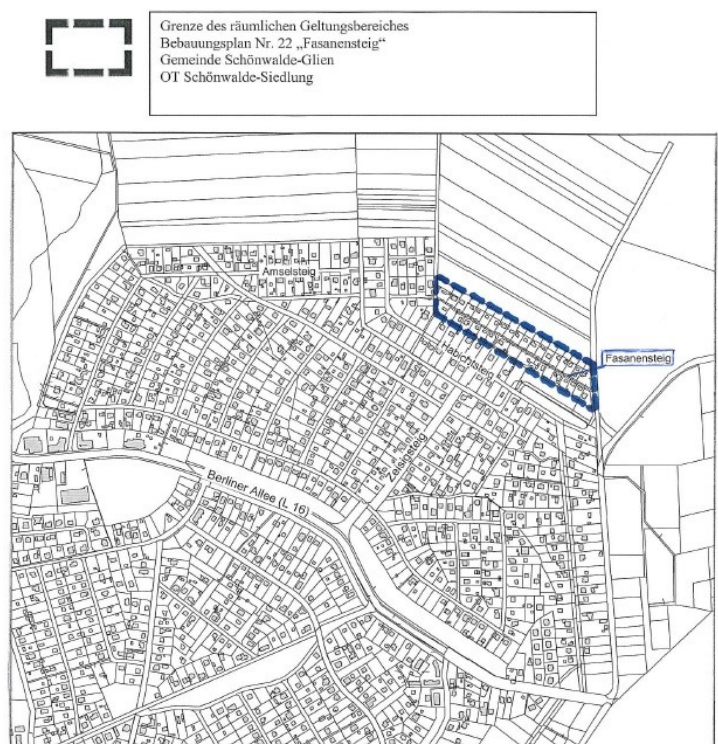 Grenze des räumlichen Geltungsbereiches
Bebauungsplan Nr. 22 „Fasanensteig“
Gemeinde Schönwalde-Glien
OT Schönwalde-Siedlung
Amselsteig
Habichtsteig
Fasanensteig
Zeisigsteig
Berliner Allee (L 16)